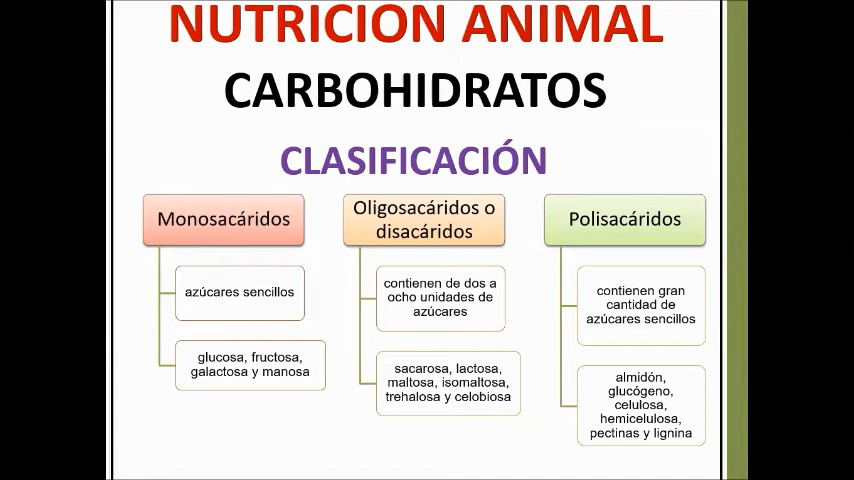 NUTRICION ANIMAL
CARBOHIDRATOS
CLASIFICACIÓN
Monosacáridos
azúcares sencillos
glucosa, fructosa,
galactosa y manosa
Oligosacáridos o
disacáridos
contienen de dos a
ocho unidades de
azúcares
sacarosa, lactosa,
maltosa, isomaltosa,
trehalosa y celobiosa
Polisacáridos
contienen gran
cantidad de
azúcares sencillos
almidón,
glucógeno,
celulosa,
hemicelulosa,
pectinas y lignina